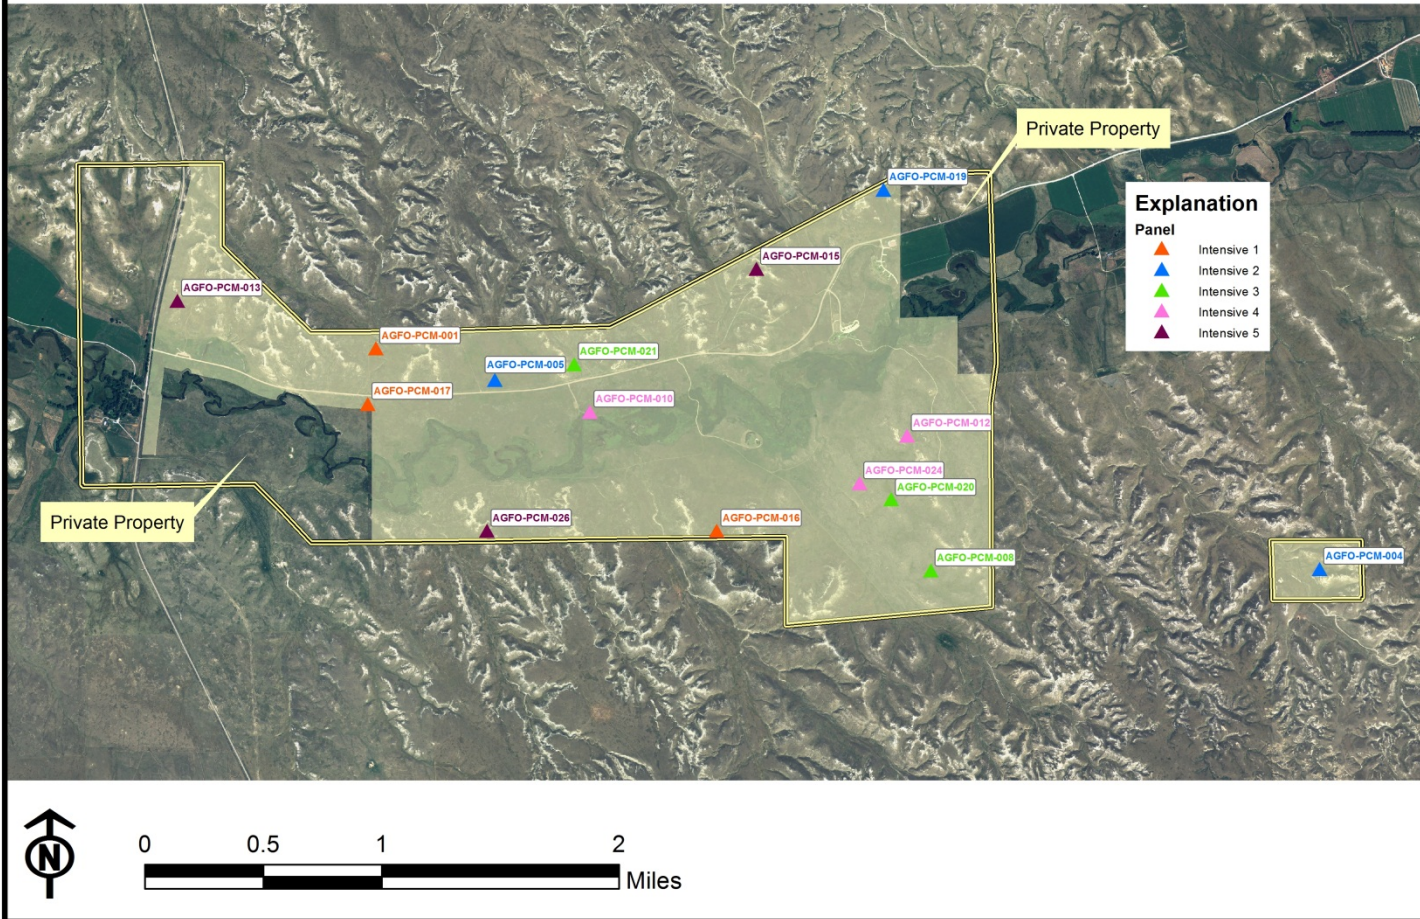 Private Property
AGFO-PCM-019
Explanation
Panel
Intensive 1
Intensive 2
Intensive 3
Intensive 4
Intensive 5
AGFO-PCM-015
AGFO-PCM-013
AGFO-PCM-001
AGFO-PCM-021
AGFO-PCM-005
AGFO-PCM-017
AGFO-PCM-010
AGFO-PCM-012
AGFO-PCM-024
AGFO-PCM-020
Private Property
AGFO-PCM-026
AGFO-PCM-016
AGFO-PCM-008
AGFO-PCM-004
N
0 0.5 1 2
Miles